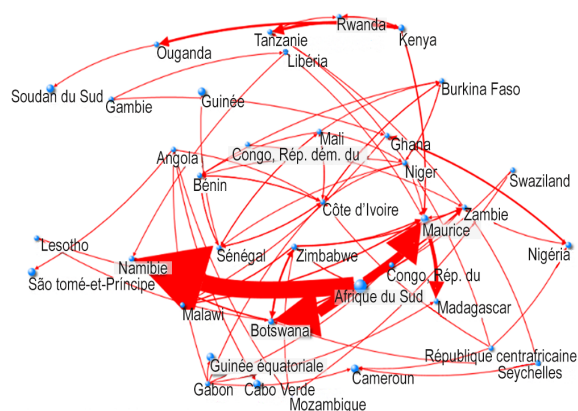 Rwanda
Kenya
Tanzanie
Ouganda
Libéria
Soudan du Sud
Gambie
Guinée
Burkina Faso
Mali
Ghana
Angola
Congo, Rép. dém. du
Niger
Bénin
Swaziland
Côte d'Ivoire
Zambie
Maurice
Lesotho
Namibie
Sénégal
Zimbabwe
Nigéria
São tomé-et-Príncipe
Congo, Rép. du
Afrique du Sud
Malawi
Madagascar
Botswana
République centrafricaine
Guinée équatoriale
Seychelles
Cameroun
Gabon
Cabo Verde
Mozambique